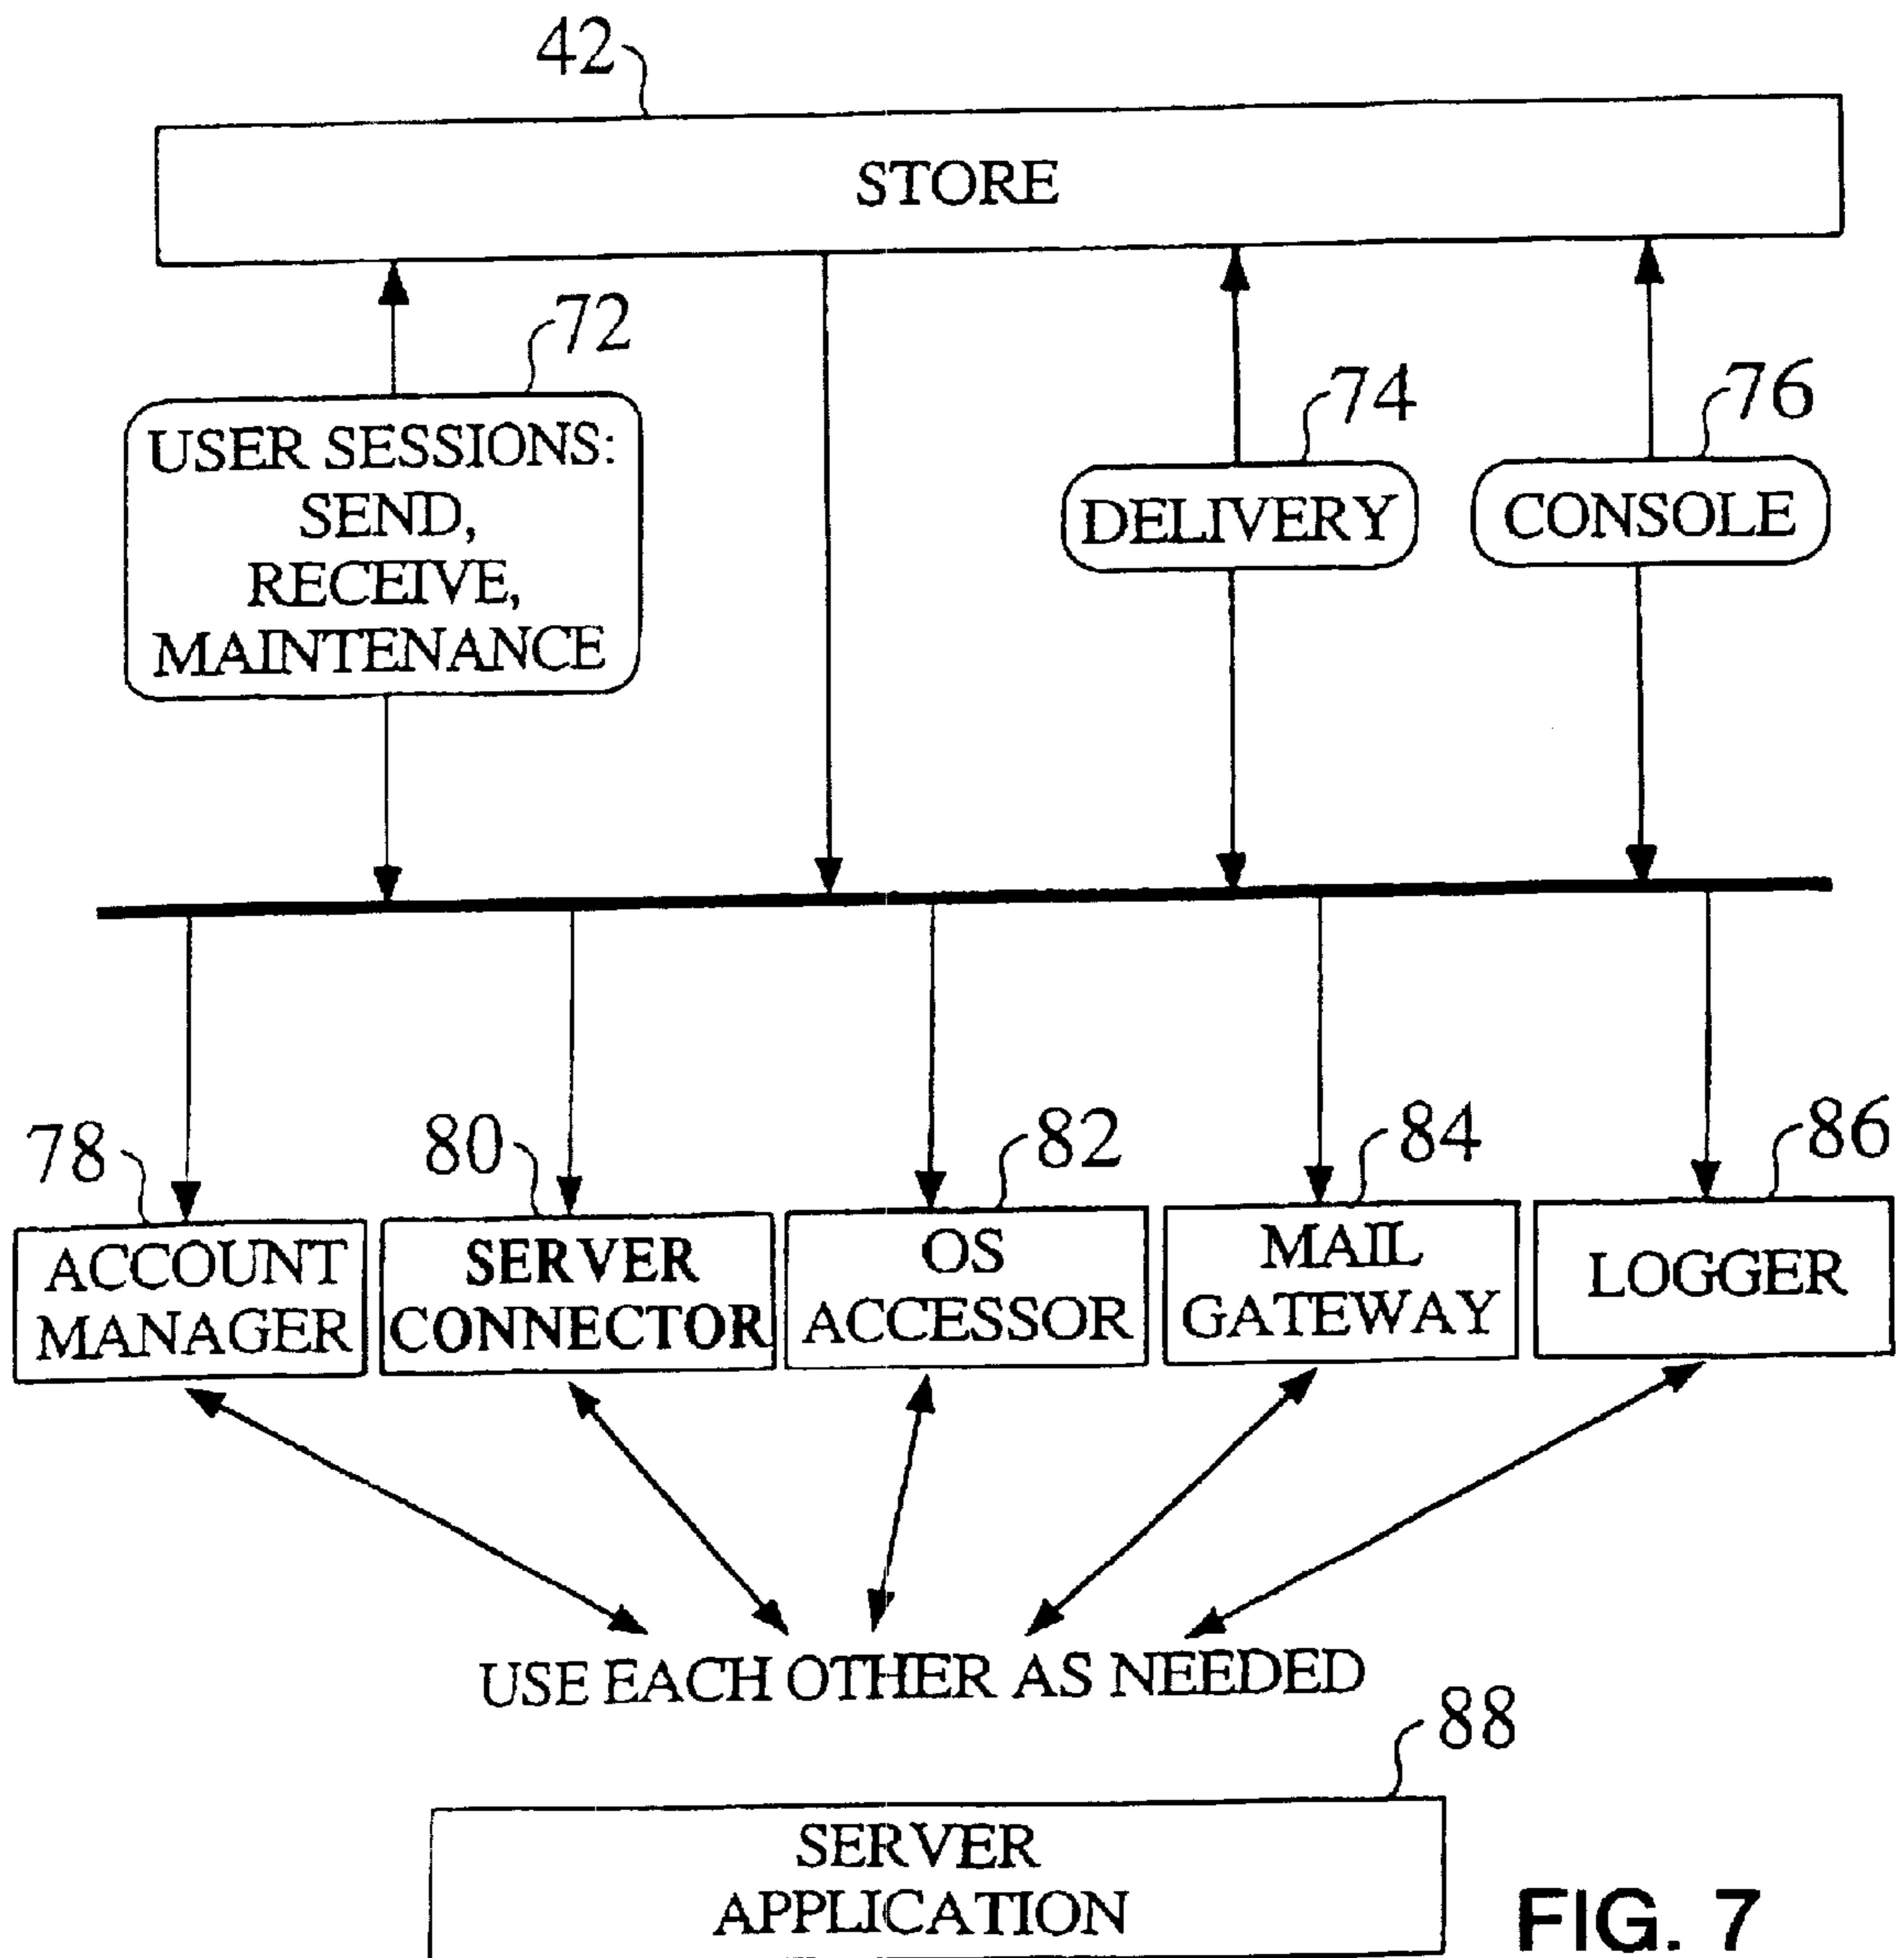 42
STORE
72
USER SESSIONS:
SEND,
RECEIVE,
MAINTENANCE
74
DELIVERY
76
CONSOLE
78
ACCOUNT
MANAGER
80
SERVER
CONNECTOR
82
OS
ACCESSOR
84
MAIL
GATEWAY
86
LOGGER
USE EACH OTHER AS NEEDED
88
SERVER
APPLICATION
FIG. 7